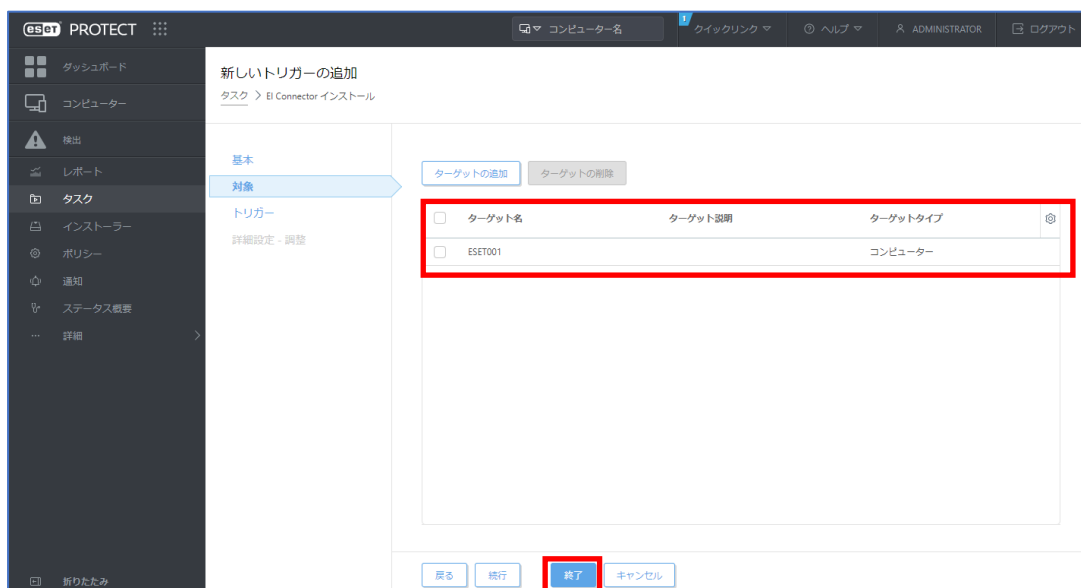 eset PROTECT
コンピューター名
1
クイックリンク
ヘルプ
ADMINISTRATOR
ログアウト
ダッシュボード
コンピューター
検出
レポート
タスク
インストーラー
ポリシー
通知
ステータス概要
詳細
折りたたみ
新しいトリガーの追加
タスク > EI Connector インストール
基本
対象
トリガー
詳細設定 - 調整
ターゲットの追加 ターゲットの削除
ターゲット名 ターゲット説明 ターゲットタイプ
ESET001 コンピューター
戻る 続行 終了 キャンセル